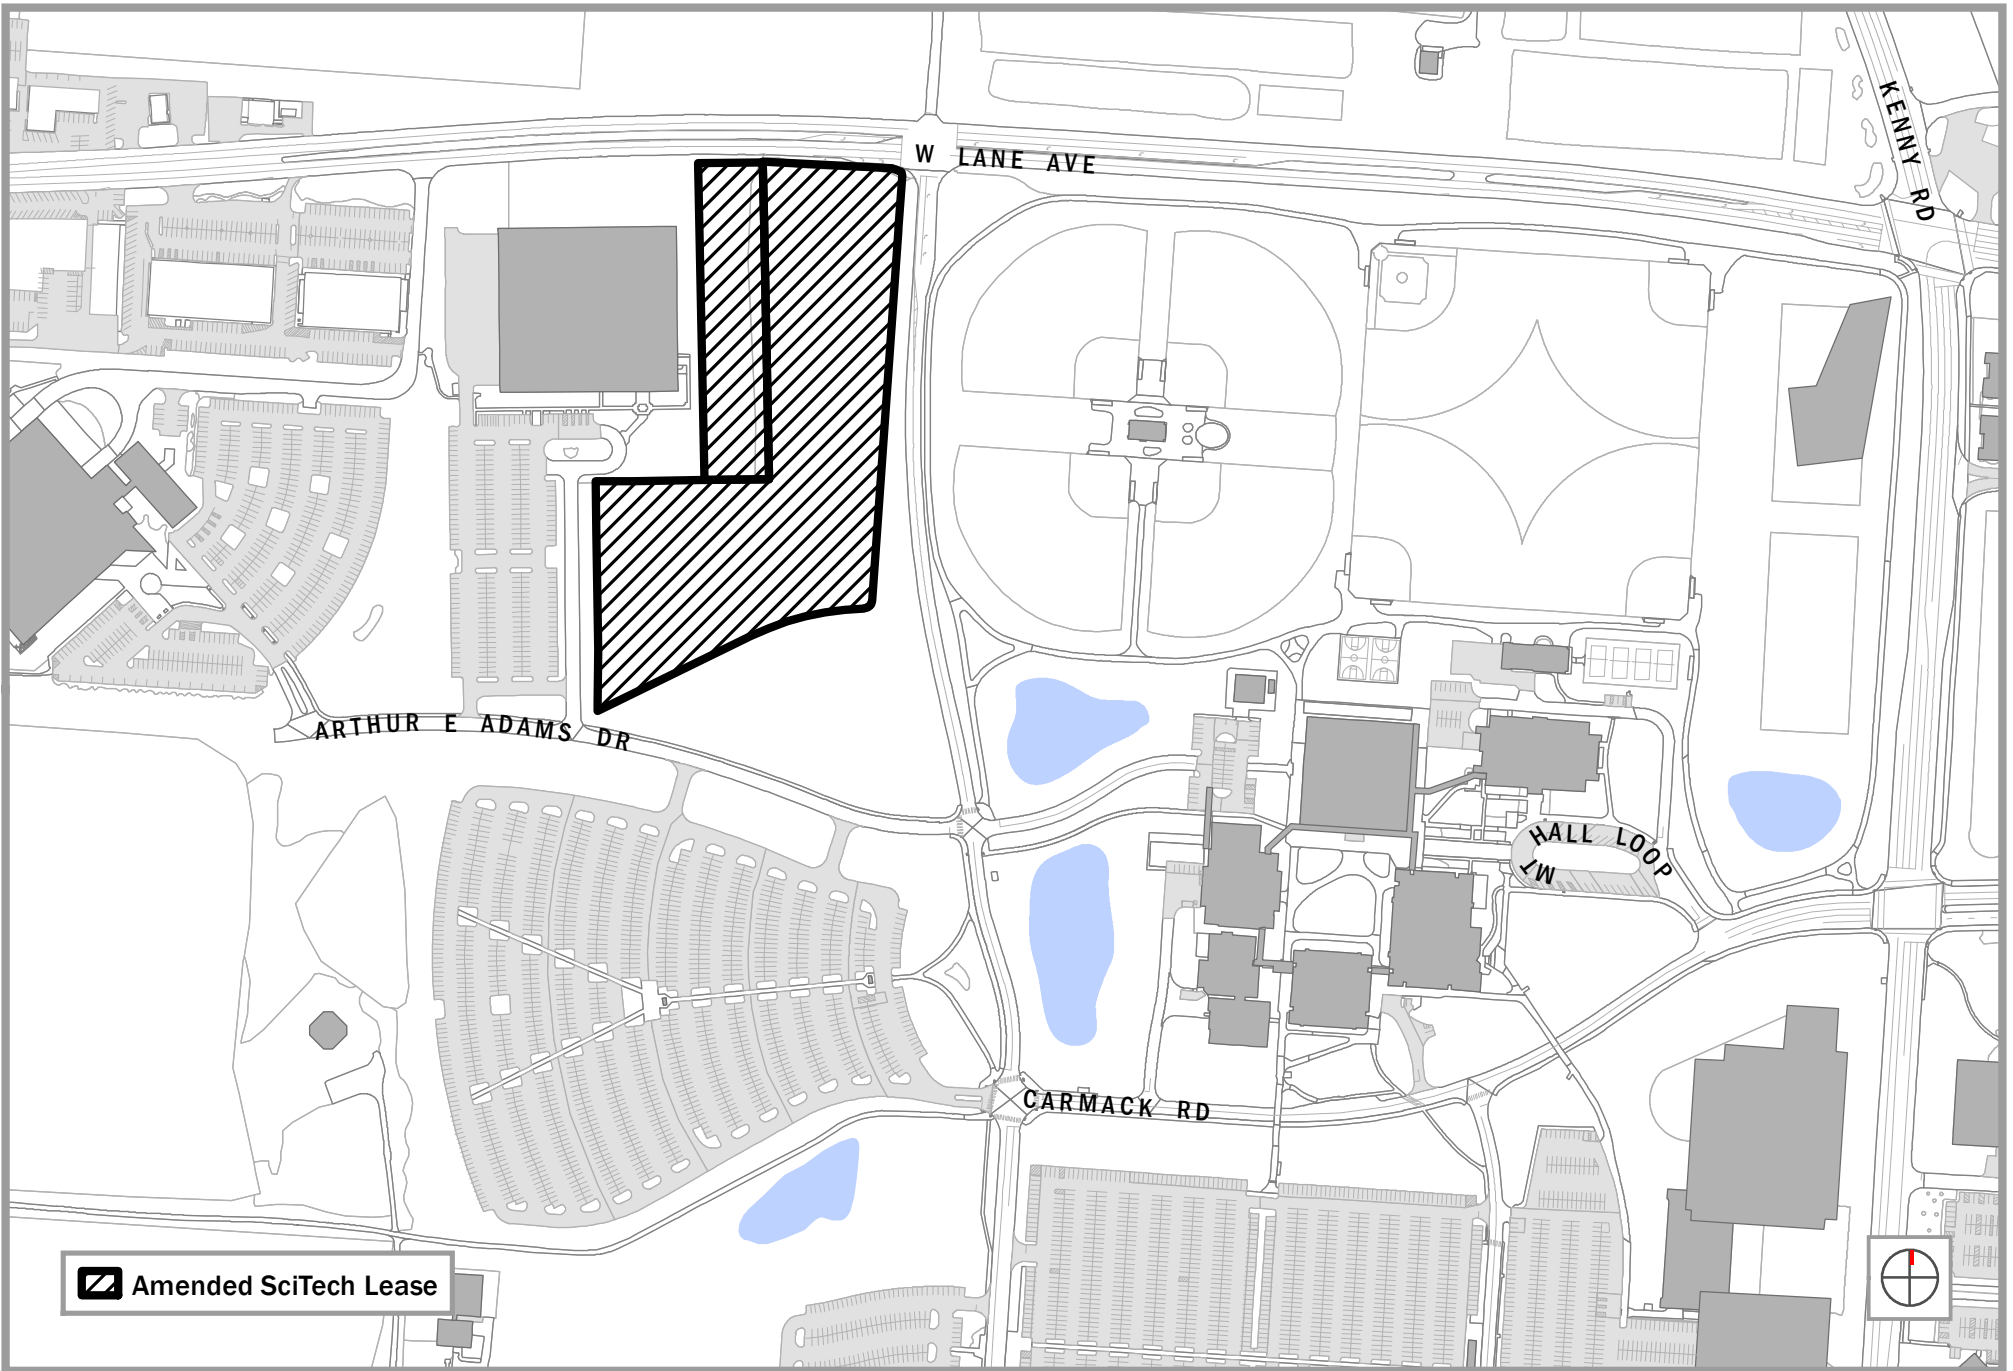 KENNY RD
W LANE AVE
ARTHUR E ADAMS DR
MT HALL LOOP
CARMACK RD
Amended SciTech Lease